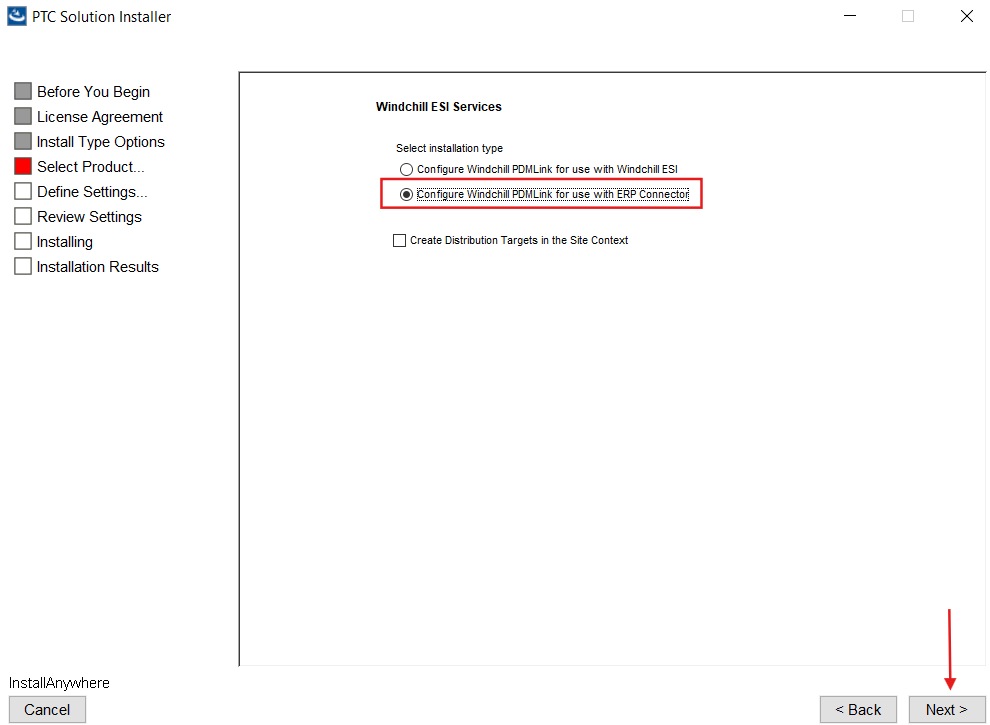 PTC Solution Installer
Before You Begin
License Agreement
Install Type Options
Select Product...
Define Settings...
Review Settings
Installing
Installation Results
Windchill ESI Services
Select installation type
Configure Windchill PDMLink for use with Windchill ESI
Configure Windchill PDMLink for use with ERP Connector
Create Distribution Targets in the Site Context
InstallAnywhere
Cancel
< Back
Next >